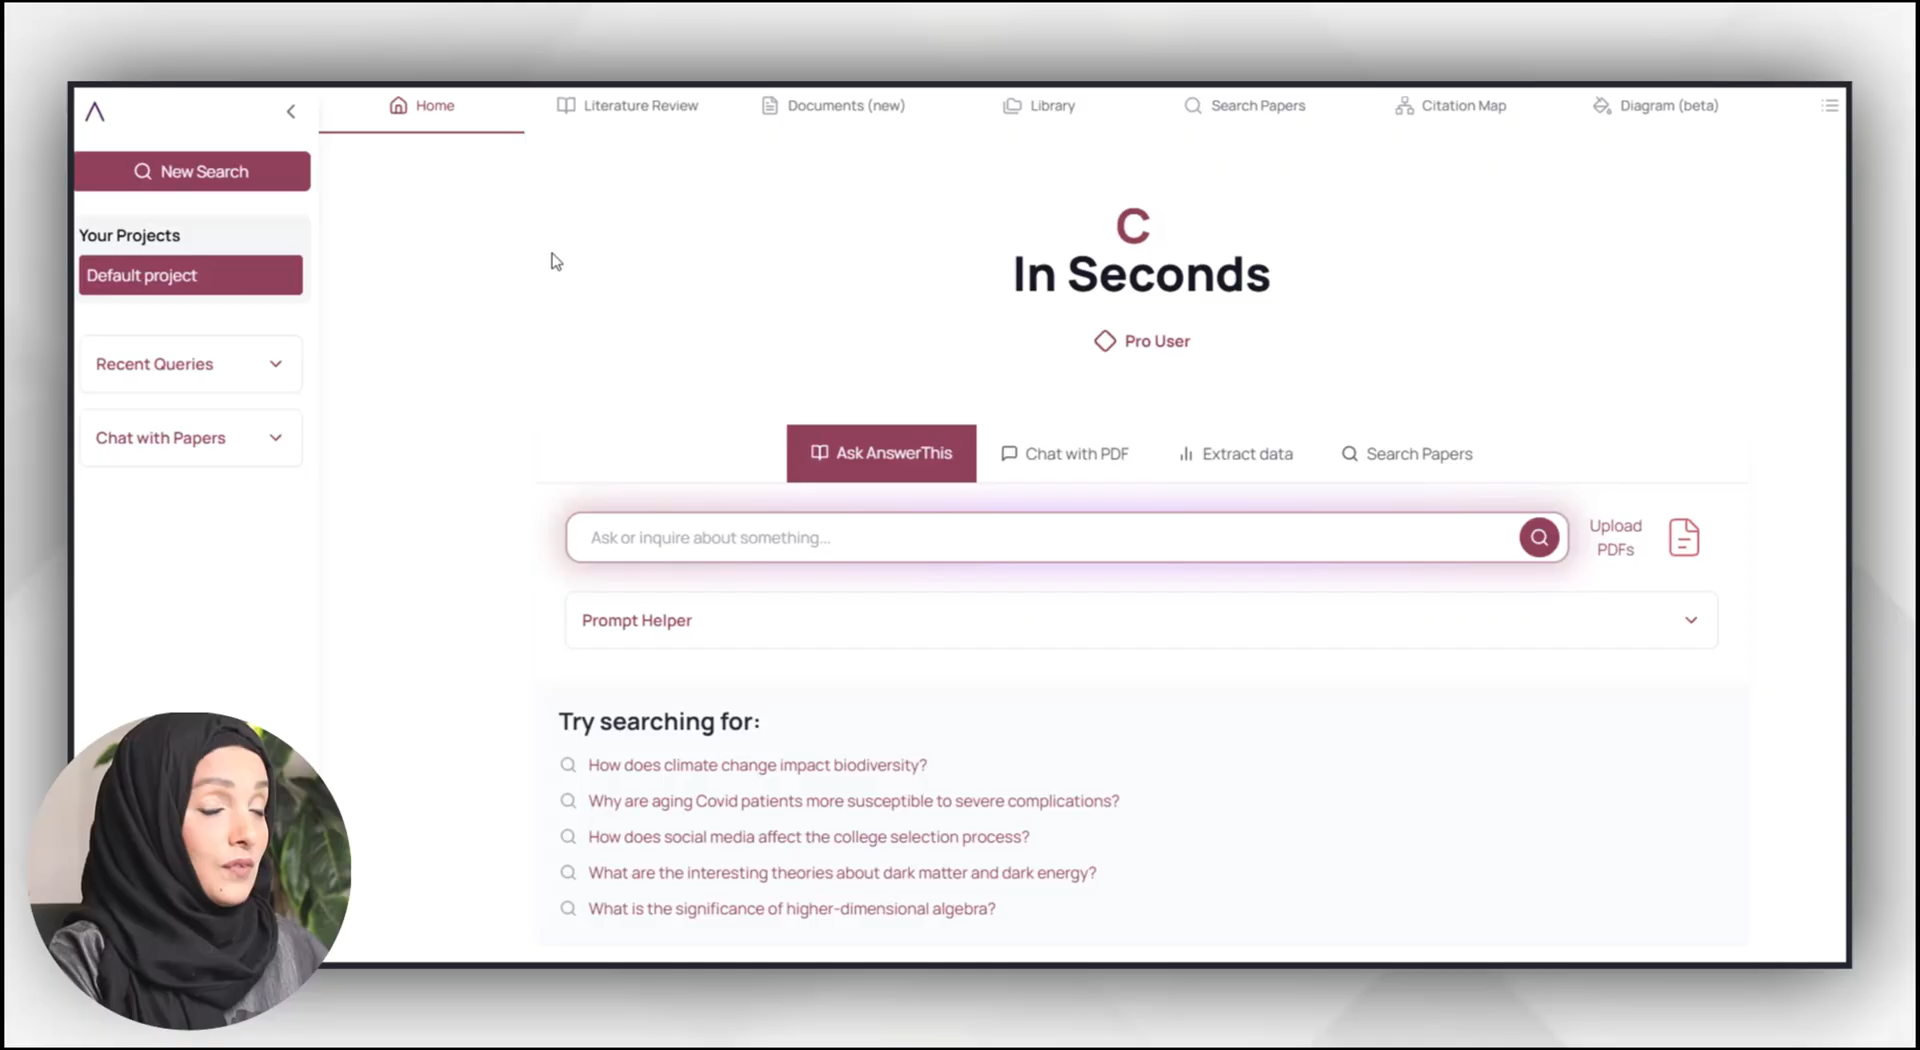 Home
Literature Review
Documents (new)
Library
Search Papers
Citation Map
Diagram (beta)
New Search
Your Projects
Default project
Recent Queries
Chat with Papers
C
In Seconds
Pro User
Ask AnswerThis
Chat with PDF
Extract data
Search Papers
Ask or inquire about something...
Upload
PDFs
Prompt Helper
Try searching for:
How does climate change impact biodiversity?
Why are aging Covid patients more susceptible to severe complications?
How does social media affect the college selection process?
What are the interesting theories about dark matter and dark energy?
What is the significance of higher-dimensional algebra?